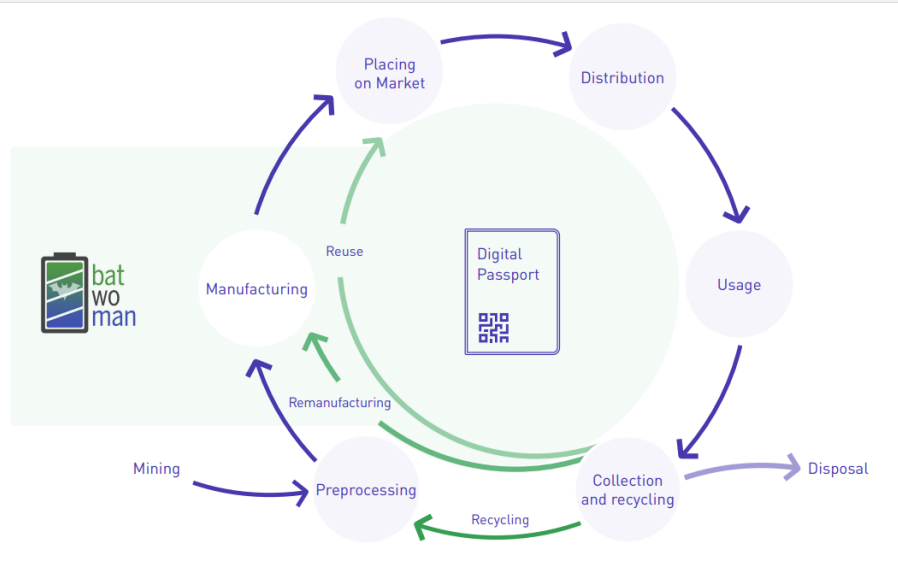 Placing
on Market
Distribution
Reuse
Digital
Passport
bat
wo
man
Manufacturing
Usage
Remanufacturing
Mining
Preprocessing
Collection
and recycling
Disposal
Recycling